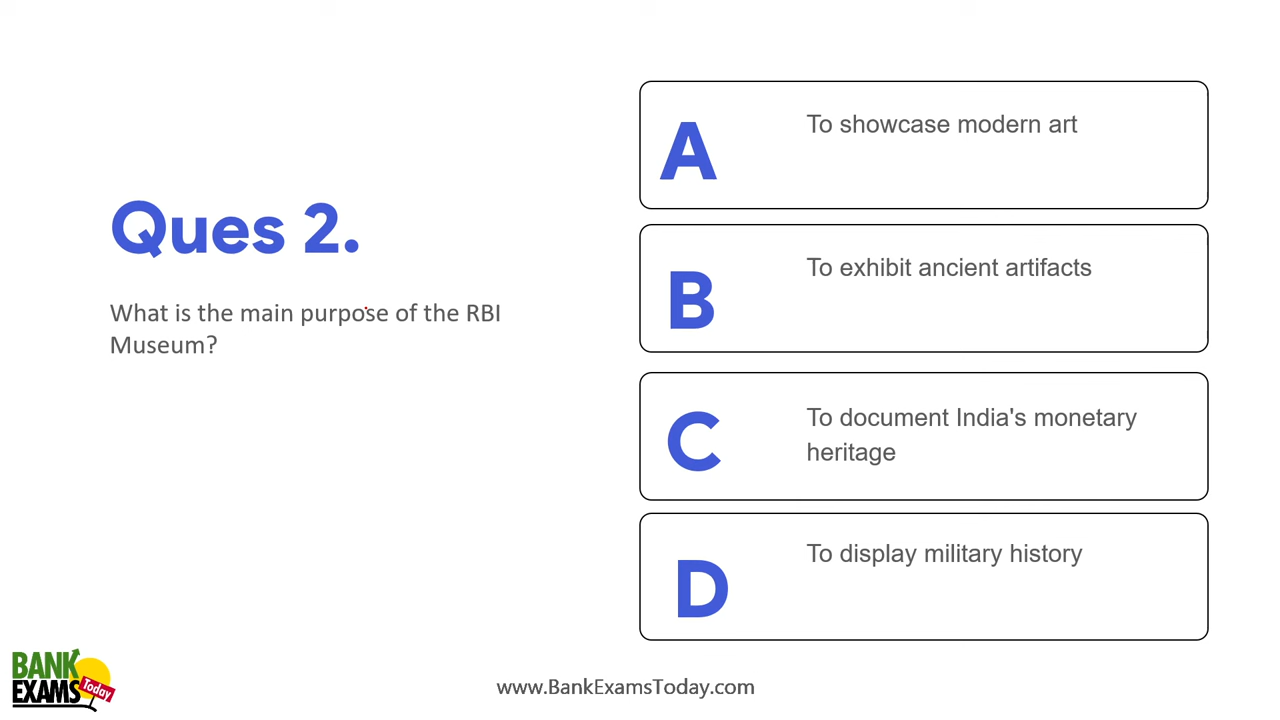 Ques 2.
What is the main purpose of the RBI
Museum?
A
To showcase modern art
B
To exhibit ancient artifacts
C
To document India's monetary
heritage
D
To display military history
BANK
EXAMS
Today
www.BankExamsToday.com